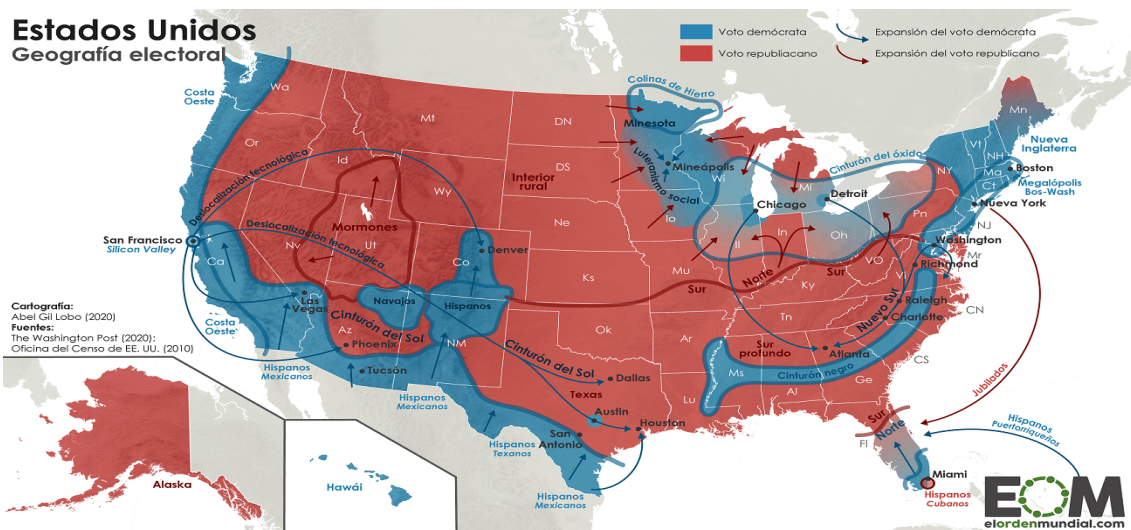 Estados Unidos
Geografía electoral
Voto demócrata
Voto republiacano
Expansión del voto demócrata
Expansión del voto republicano
Costa
Oeste
Wa
Or
Mt
Id
Wy
DN
DS
Ne
Ks
Interior
rural
Colinas de Hierro
Minesota
Mineápolis
Luteranismo social
Wi
Io
Mi
Cinturón del óxido
Chicago
Detroit
Il
In
Oh
Pn
NY
Mn
Vt
NH
Ma
Ct
NJ
Nueva
Inglaterra
Boston
Megalópolis
Bos-Wash
Nueva York
Washington
Mr
Richmond
VO
Vi
Ky
Mu
Norte
Sur
Sur
Deslocalización tecnológica
Deslocalización tecnológica
San Francisco
Silicon Valley
Ca
Nv
Ut
Mormones
Co
Denver
Hispanos
Navajos
Las
Vegas
Cinturón del Sol
Az
Phoenix
Tucsón
NM
Costa
Oeste
Hispanos
Mexicanos
Hispanos
Mexicanos
Hispanos
Texanos
Hispanos
Mexicanos
Cinturón del Sol
Dallas
Texas
Austin
Houston
San
Antonio
Ok
Ar
Lu
Ms
Al
Ge
Tn
Sur
profundo
Atlanta
Cinturón negro
Nuevo Sur
Raleigh
Charlotte
CN
CS
Jubilados
Sur
Norte
Fl
Miami
Hispanos
Cubanos
Hispanos
Puertorriqueños
Cartografía:
Abel Gil Lobo (2020)
Fuentes:
The Washington Post (2020);
Oficina del Censo de EE. UU. (2010)
Alaska
Hawái
EOM
elordenmundial.com